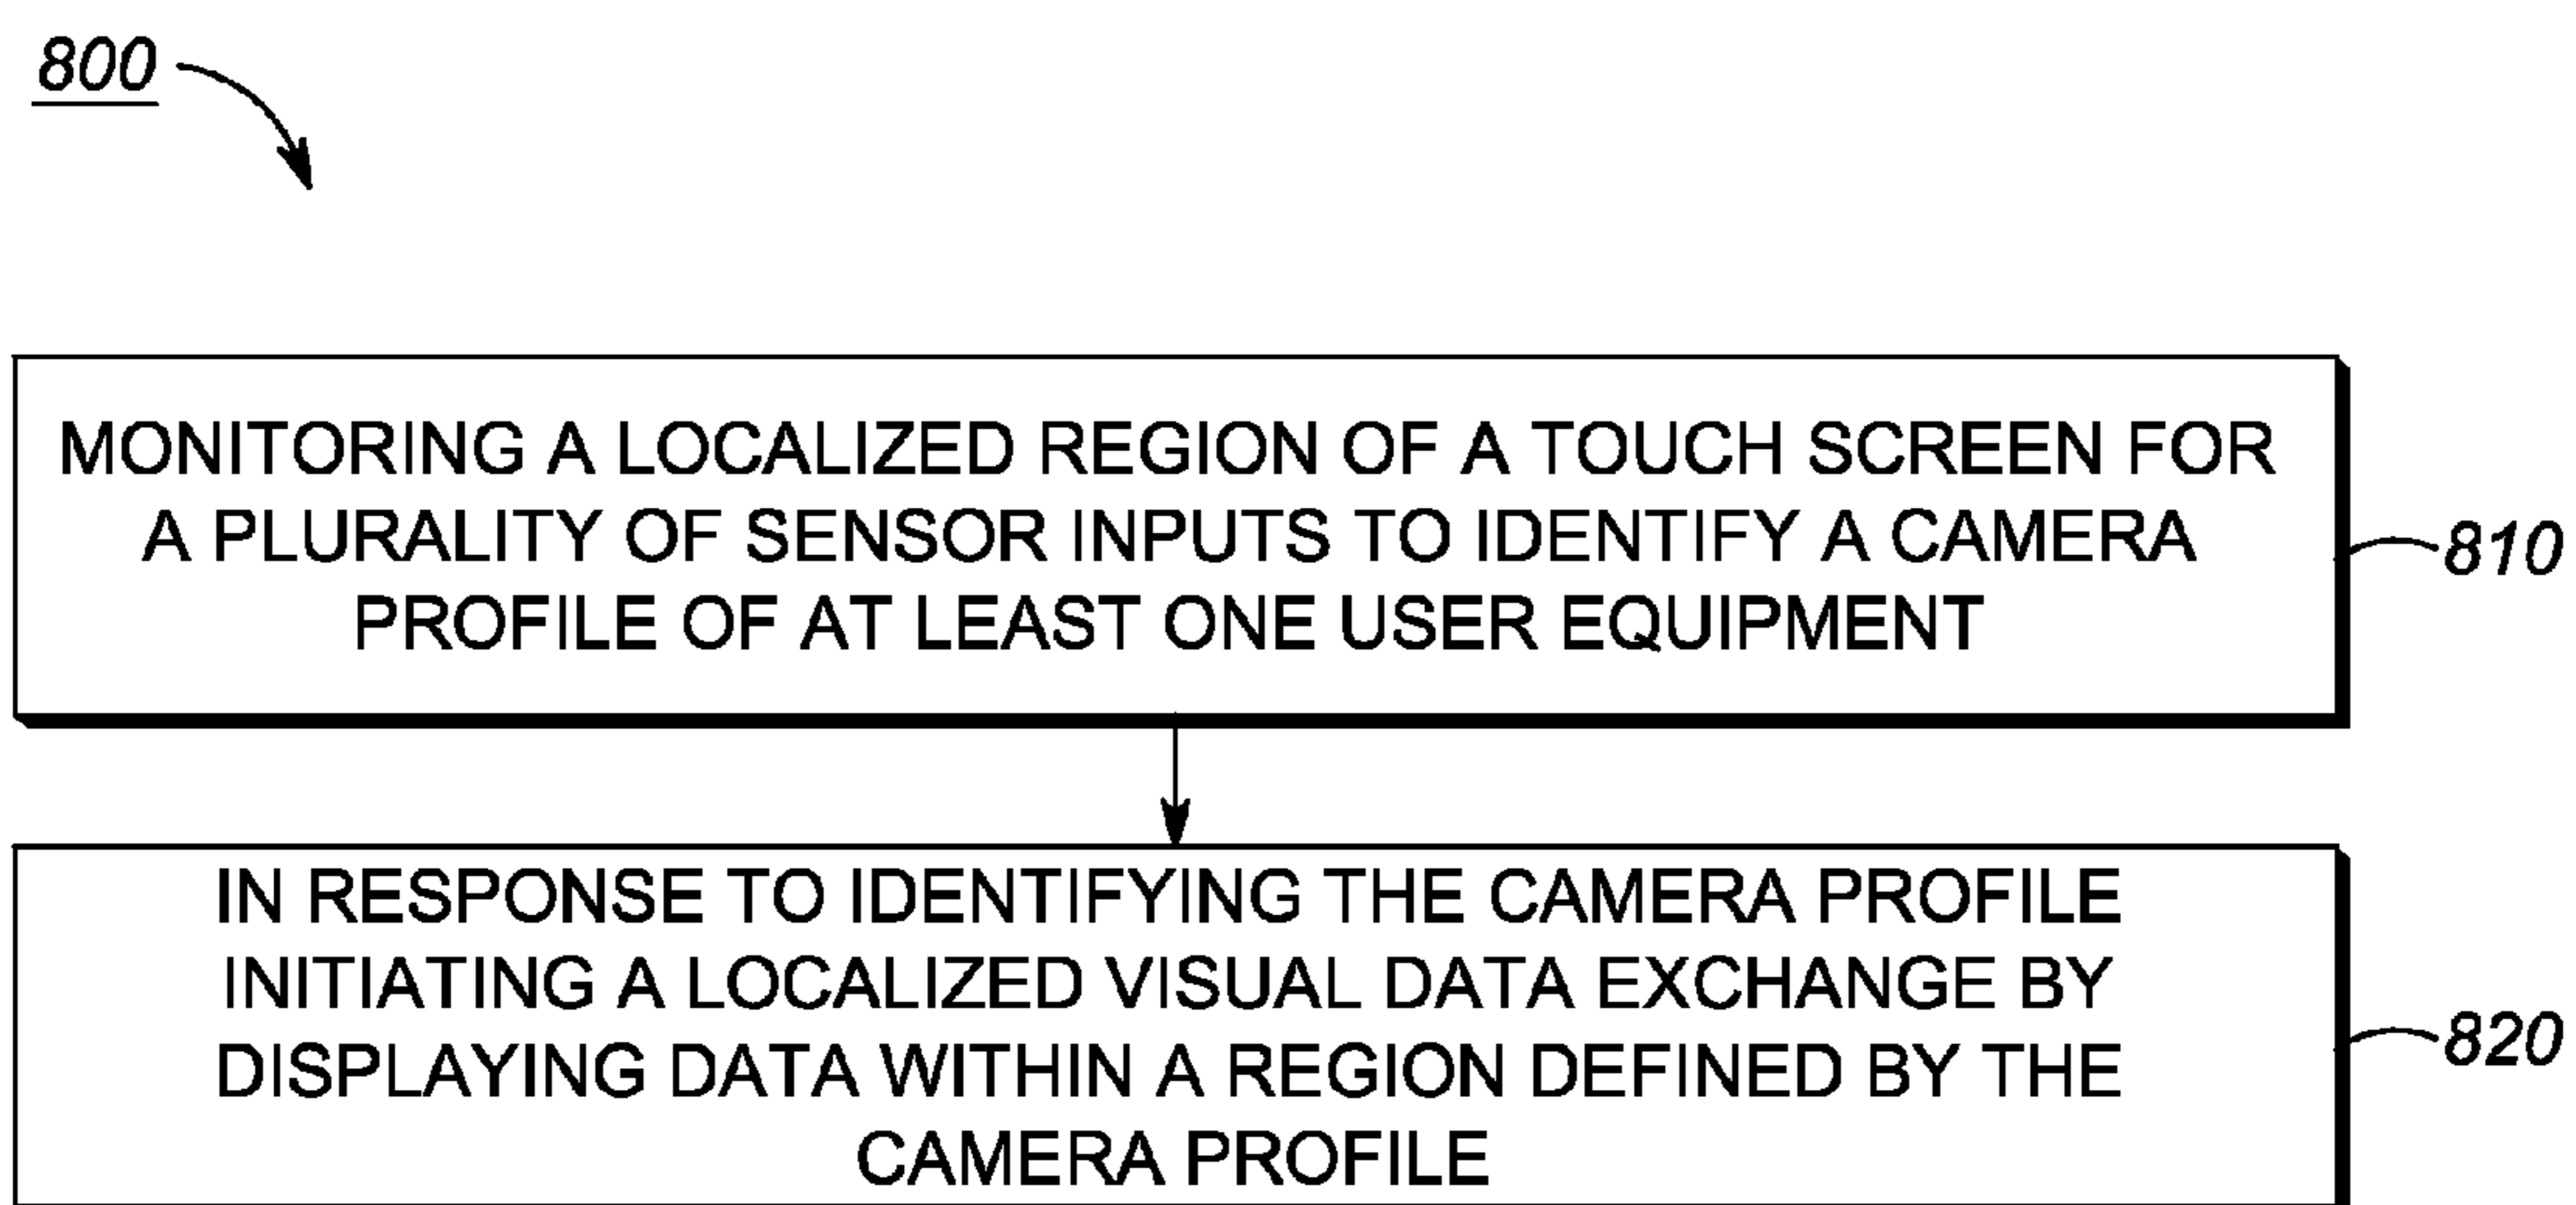 800
MONITORING A LOCALIZED REGION OF A TOUCH SCREEN FOR
A PLURALITY OF SENSOR INPUTS TO IDENTIFY A CAMERA
PROFILE OF AT LEAST ONE USER EQUIPMENT
810
IN RESPONSE TO IDENTIFYING THE CAMERA PROFILE
INITIATING A LOCALIZED VISUAL DATA EXCHANGE BY
DISPLAYING DATA WITHIN A REGION DEFINED BY THE
CAMERA PROFILE
820